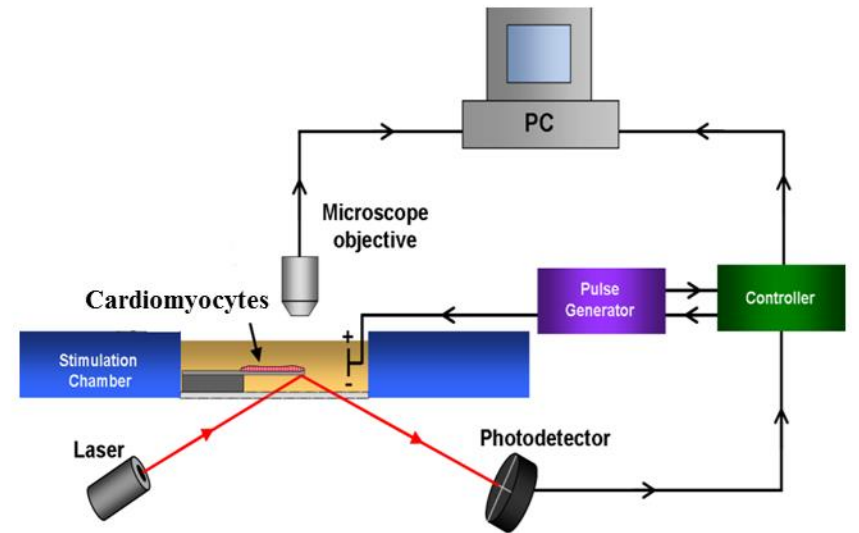 PC
Microscope
objective
Cardiomyocytes
Pulse
Generator
Controller
+
-
Stimulation
Chamber
Photodetector
Laser